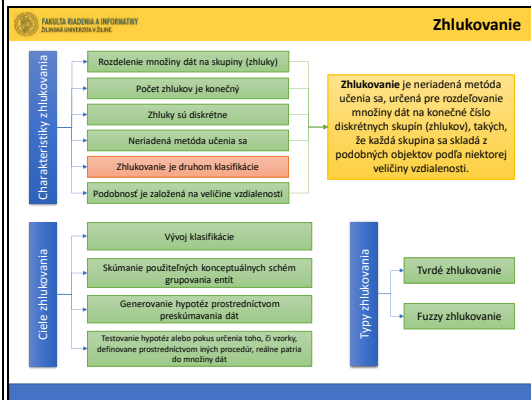 FAKULTA RIADENIA A INFORMATIKY
ŽILINSKÁ UNIVERZITA V ŽILINE
Zhlukovanie
Charakteristiky zhlukovania
Rozdelenie množiny dát na skupiny (zhluky)
Počet zhlukov je konečný
Zhluky sú diskrétne
Neriadená metóda učenia sa
Zhlukovanie je druhom klasifikácie
Podobnosť je založená na veličine vzdialenosti
Zhlukovanie je neriadená metóda
učenia sa, určená pre rozdeľovanie
množiny dát na konečné číslo
diskrétnych skupín (zhlukov), takých,
že každá skupina sa skladá z
podobných objektov podľa niektorej
veličiny vzdialenosti.
Ciele zhlukovania
Vývoj klasifikácie
Skúmanie použiteľných konceptuálnych schém
grupovania entít
Generovanie hypotéz prostredníctvom
preskúmavania dát
Testovanie hypotéz alebo pokus určenia toho, či vzorky,
definovane prostredníctvom iných procedúr, reálne patria
do množiny dát
Typy zhlukovania
Tvrdé zhlukovanie
Fuzzy zhlukovanie